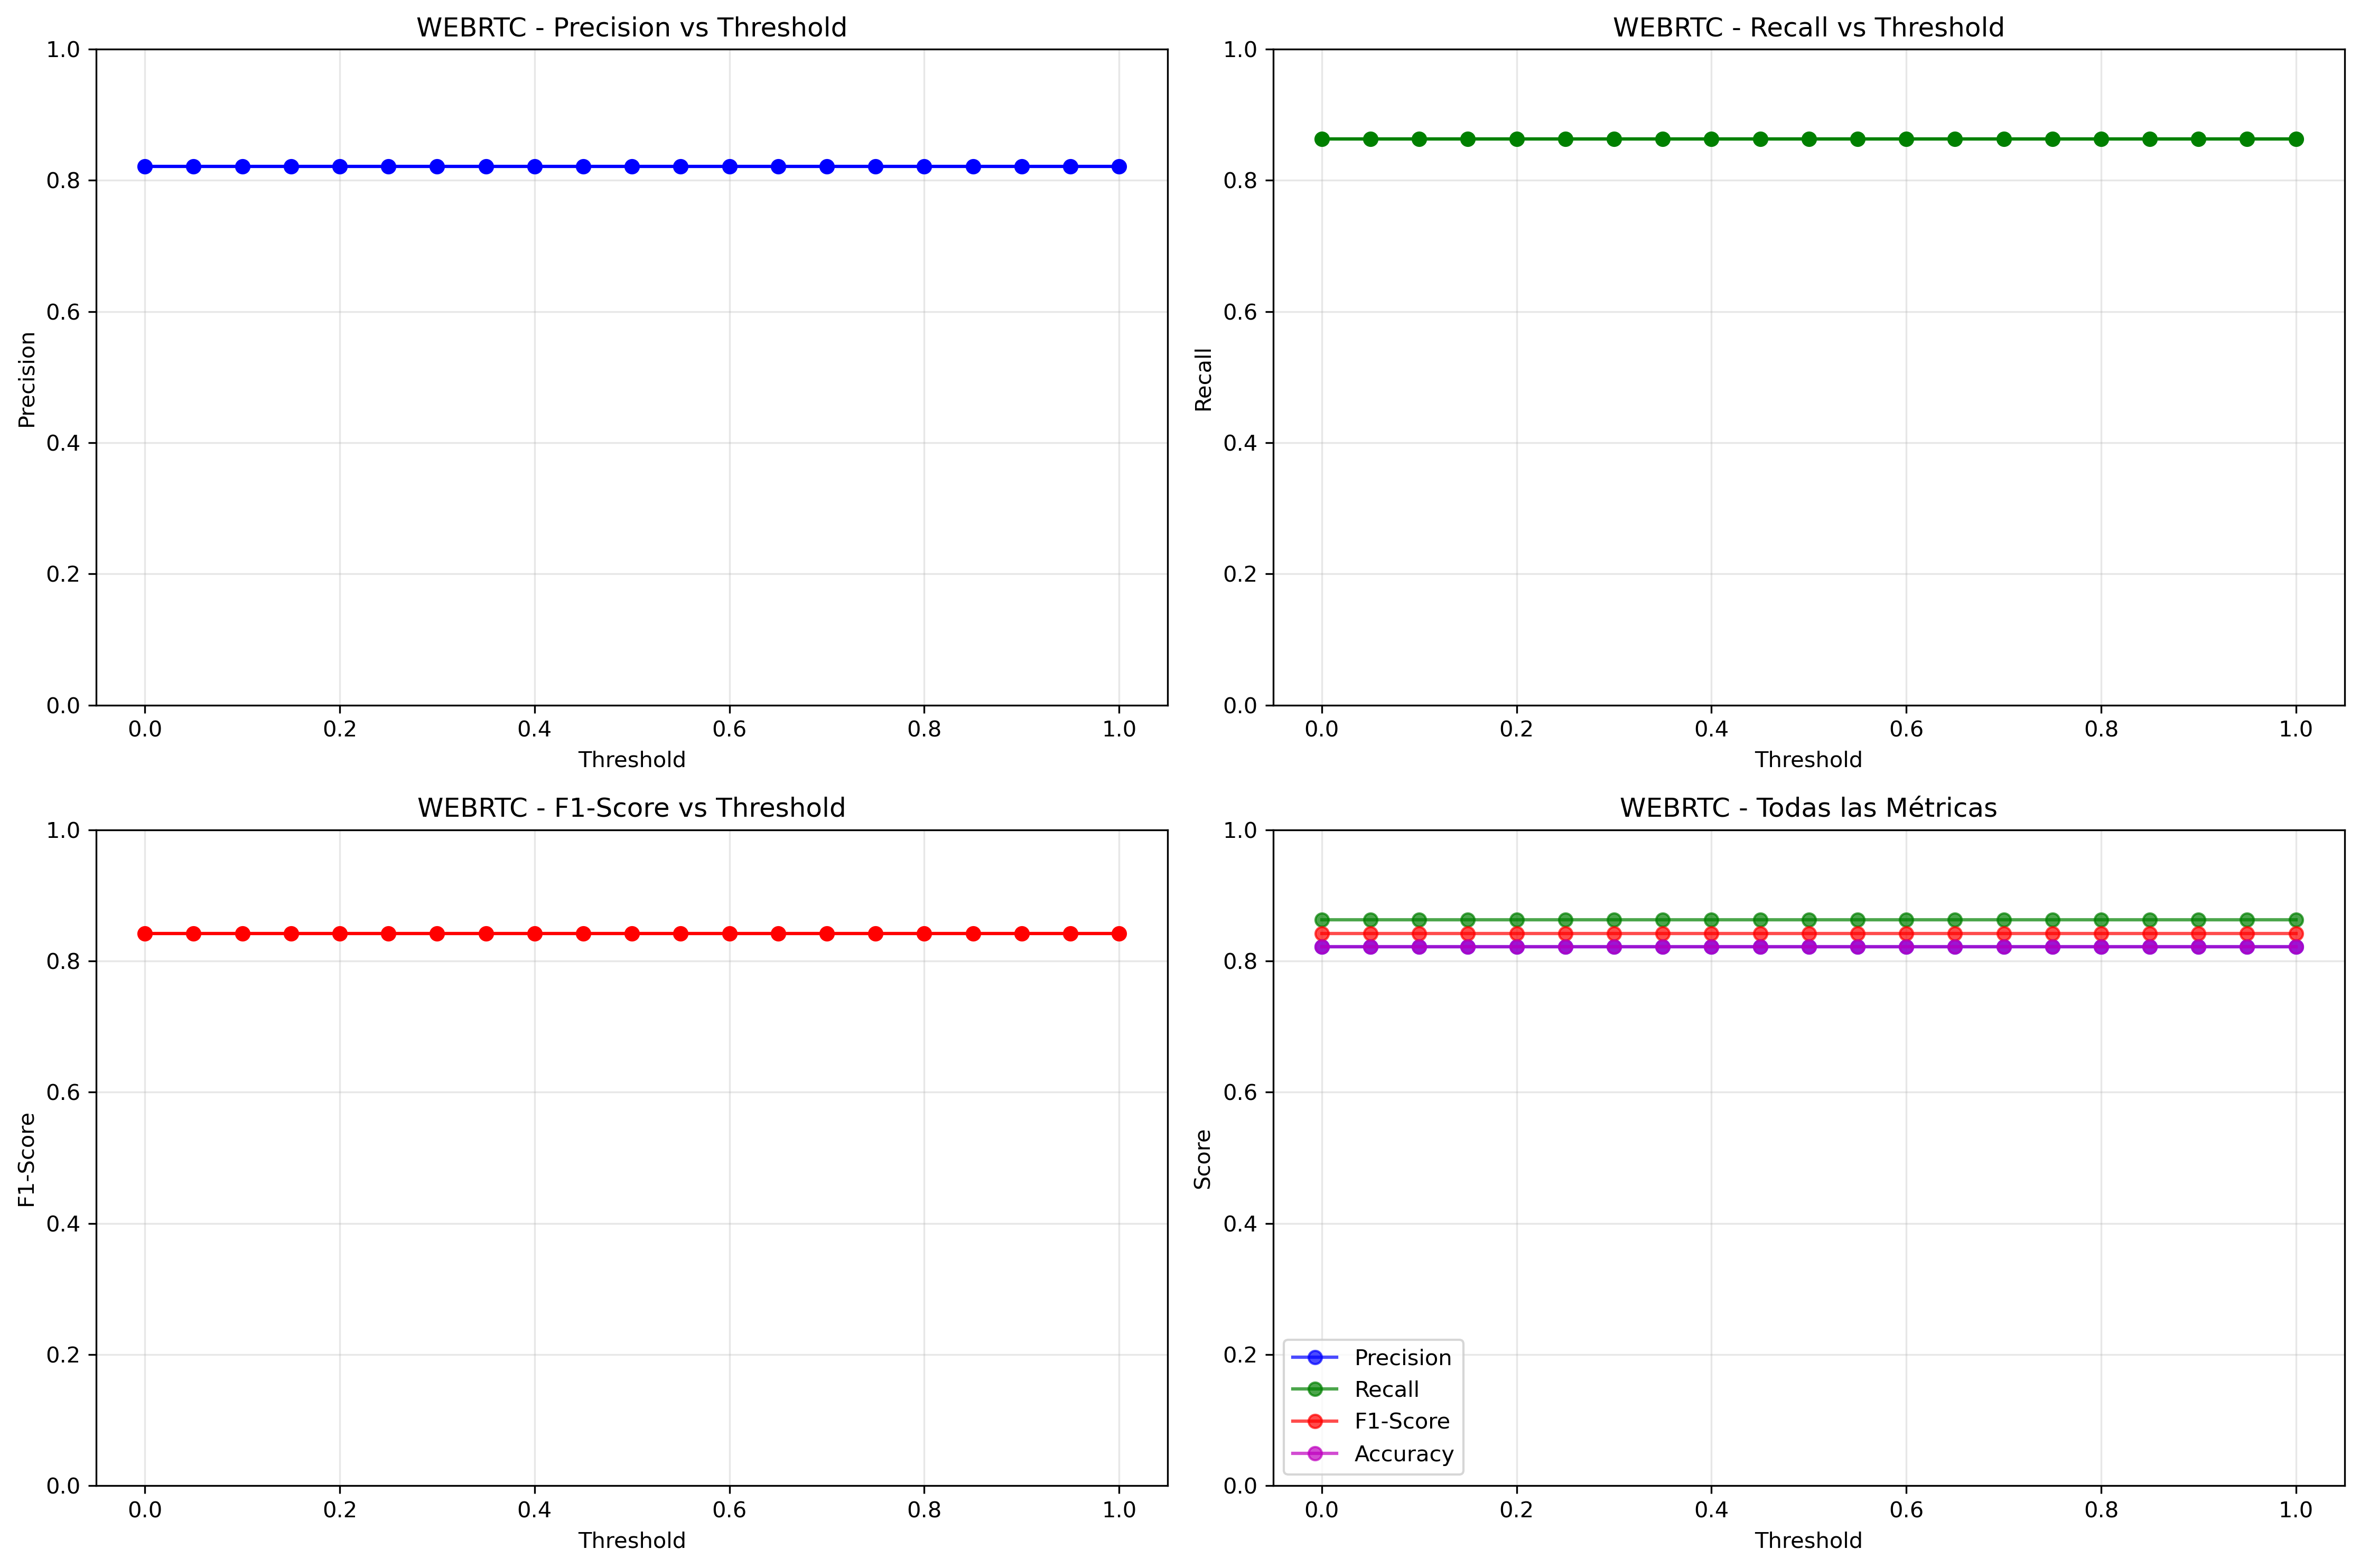 WEBRTC - Precision vs Threshold
1.0
0.8
0.6
0.4
0.2
0.0
Precision
0.0 0.2 0.4 0.6 0.8 1.0
Threshold
WEBRTC - Recall vs Threshold
1.0
0.8
0.6
0.4
0.2
0.0
Recall
0.0 0.2 0.4 0.6 0.8 1.0
Threshold
WEBRTC - F1-Score vs Threshold
1.0
0.8
0.6
0.4
0.2
0.0
F1-Score
0.0 0.2 0.4 0.6 0.8 1.0
Threshold
WEBRTC - Todas las Métricas
1.0
0.8
0.6
0.4
0.2
0.0
Score
Precision
Recall
F1-Score
Accuracy
0.0 0.2 0.4 0.6 0.8 1.0
Threshold